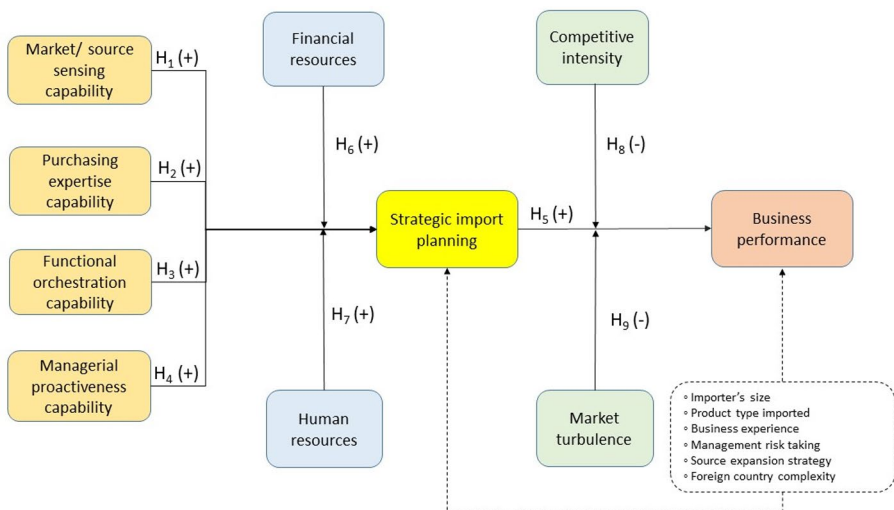 Market/ source
sensing
capability
H₁ (+)
Financial
resources
Competitive
intensity
Purchasing
expertise
capability
H₂ (+)
H₆ (+)
H₈ (-)
Strategic import
planning
H₅ (+)
Business
performance
Functional
orchestration
capability
H₃ (+)
H₇ (+)
H₉ (-)
Managerial
proactiveness
capability
H₄ (+)
Human
resources
Market
turbulence
∘ Importer's size
∘ Product type imported
∘ Business experience
∘ Management risk taking
∘ Source expansion strategy
∘ Foreign country complexity